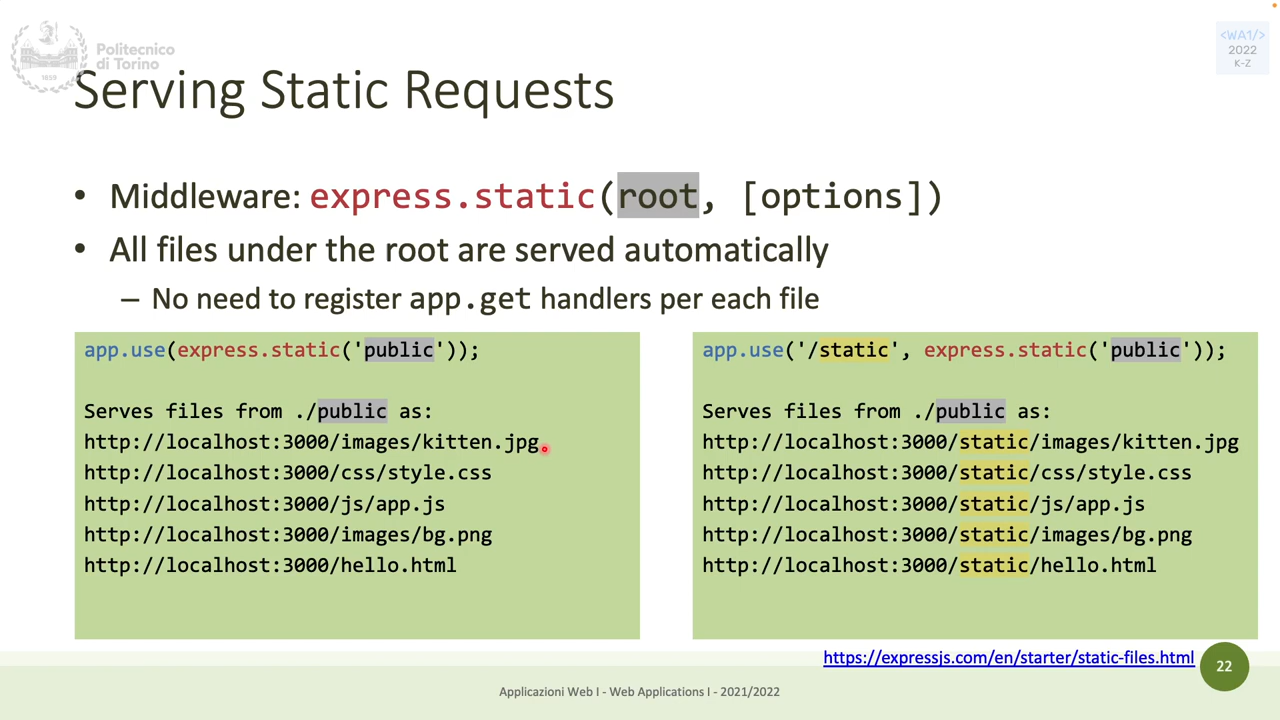 Politecnico
di Torino
1859
<WA1/>
2022
K-Z
Serving Static Requests
• Middleware: express.static(root, [options])
• All files under the root are served automatically
– No need to register app.get handlers per each file
app.use(express.static('public'));
Serves files from ./public as:
http://localhost:3000/images/kitten.jpg
http://localhost:3000/css/style.css
http://localhost:3000/js/app.js
http://localhost:3000/images/bg.png
http://localhost:3000/hello.html
app.use('/static', express.static('public'));
Serves files from ./public as:
http://localhost:3000/static/images/kitten.jpg
http://localhost:3000/static/css/style.css
http://localhost:3000/static/js/app.js
http://localhost:3000/static/images/bg.png
http://localhost:3000/static/hello.html
https://expressjs.com/en/starter/static-files.html
22
Applicazioni Web I - Web Applications I - 2021/2022